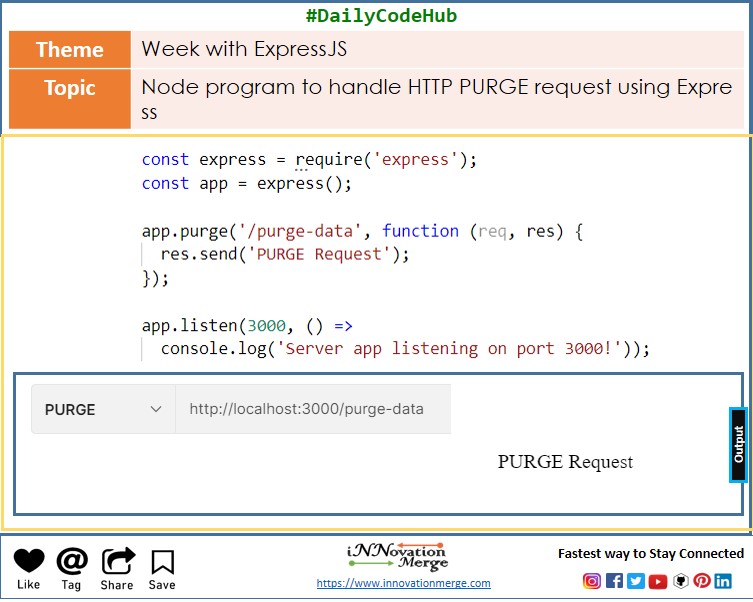 #DailyCodeHub
Theme
Week with ExpressJS
Topic
Node program to handle HTTP PURGE request using Expre
ss
const express = require('express');
const app = express();
app.purge('/purge-data', function (req, res) {
res.send('PURGE Request');
});
app.listen(3000, () =>
console.log('Server app listening on port 3000!'));
PURGE
http://localhost:3000/purge-data
Output
PURGE Request
Like
Tag
Share
Save
iNNovation
Merge
https://www.innovationmerge.com
Fastest way to Stay Connected